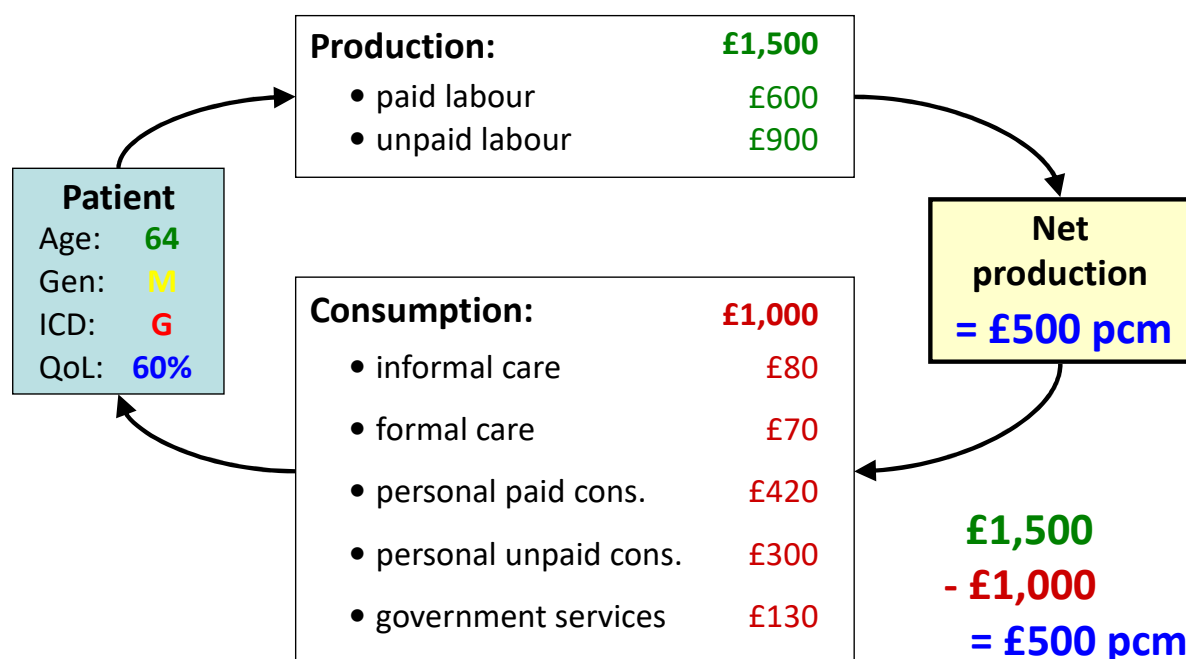 Production: £1,500
• paid labour £600
• unpaid labour £900
Patient
Age: 64
Gen: M
ICD: G
QoL: 60%
Net
production
= £500 pcm
Consumption: £1,000
• informal care £80
• formal care £70
• personal paid cons. £420
• personal unpaid cons. £300
• government services £130
£1,500
- £1,000
= £500 pcm